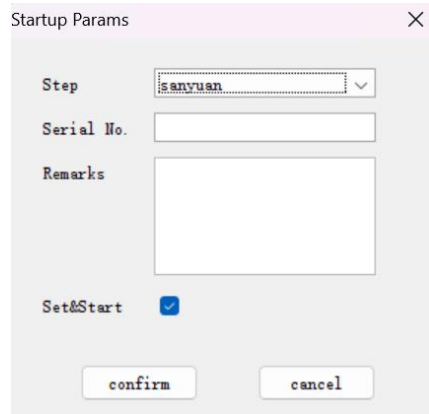 Startup Params
Step sanyuan
Serial No.
Remarks
Set&Start
confirm cancel